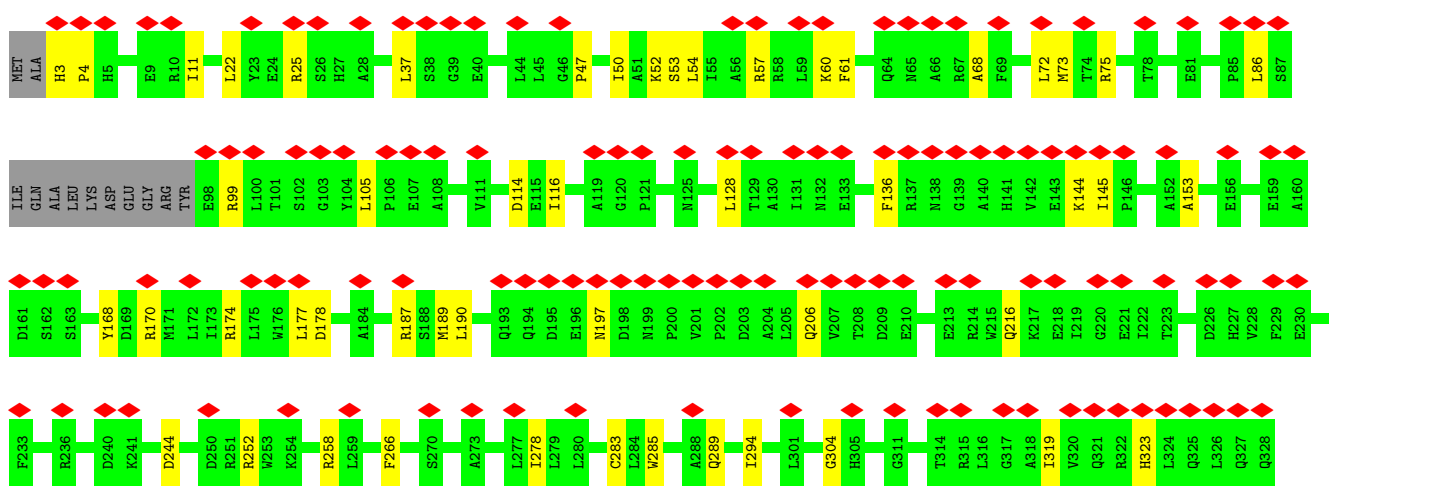 MET ALA H3 P4 H5 E9 R10 I11 L22 Y23 E24 R25 S26 H27 A28 L37 S38 G39 E40 L44 L45 G46 P47 I50 A51 K52 S53 L54 I55 A56 R57 R58 L59 K60 F61 Q64 N65 A66 R67 A68 F69 L72 M73 T74 R75 T78 E81 P85 L86 S87
ILE GLN ALA LEU LYS ASP GLU GLY ARG TYR E98 R99 L100 T101 S102 G103 Y104 L105 P106 E107 A108 V111 D114 E115 I116 A119 G120 P121 N125 L128 T129 A130 I131 N132 E133 F136 R137 N138 G139 A140 H141 V142 E143 K144 I145 P146 A152 A153 E156 E159 A160
D161 S162 S163 Y168 D169 R170 M171 L172 I173 R174 L175 W176 L177 D178 A184 R187 S188 M189 L190 Q193 Q194 D195 E196 N197 D198 N199 P200 V201 P202 D203 A204 L205 Q206 V207 T208 D209 E210 E213 R214 W215 Q216 K217 E218 I219 G220 E221 I222 T223 D226 H227 V228 F229 E230
F233 R236 D240 K241 D244 D250 R251 R252 W253 K254 R258 L259 F266 S270 A273 L277 I278 L279 L280 C283 L284 W285 A288 Q289 I294 L301 G304 H305 G311 T314 R315 L316 G317 A318 I319 V320 Q321 R322 H323 L324 Q325 L326 Q327 Q328